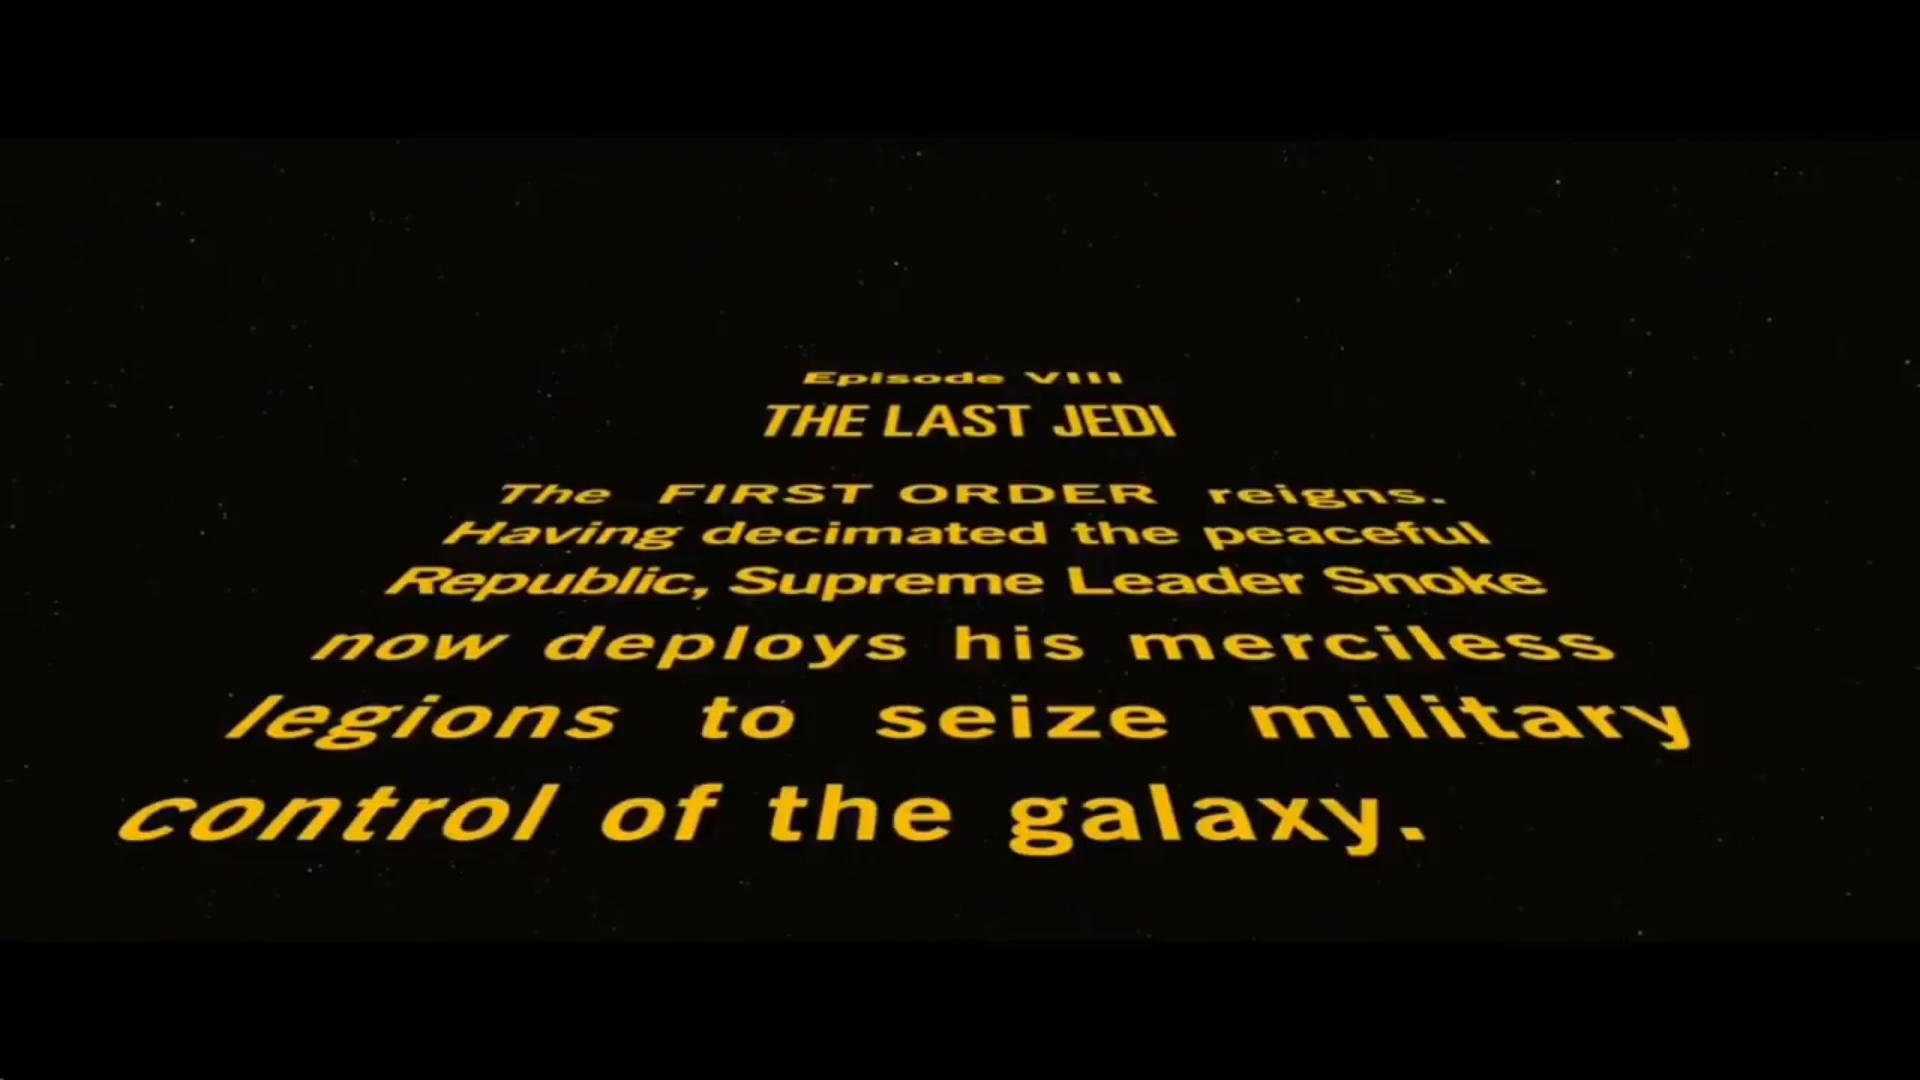 Episode VIII
THE LAST JEDI
The FIRST ORDER reigns.
Having decimated the peaceful
Republic, Supreme Leader Snoke
now deploys his merciless
legions to seize military
control of the galaxy.